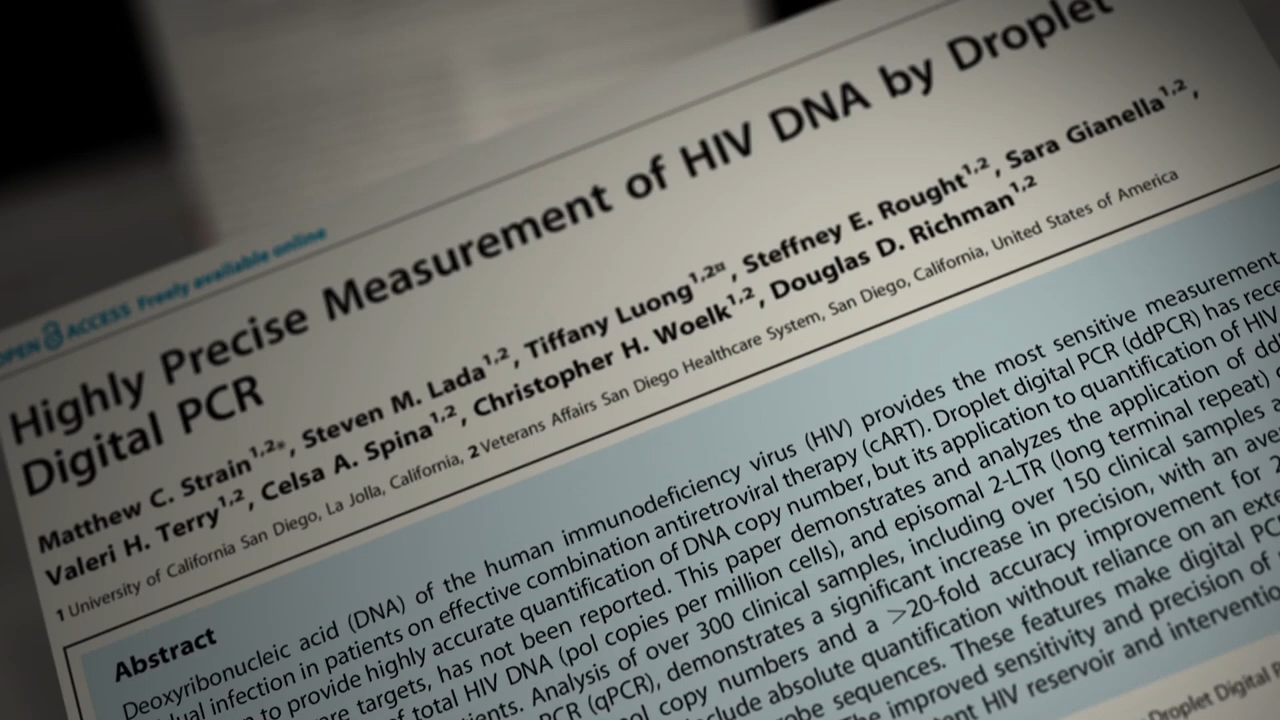 OPEN ACCESS Freely available online
Highly Precise Measurement of HIV DNA by Droplet
Digital PCR
Matthew C. Strain1,2*, Steven M. Lada1,2, Tiffany Luong1,2¤, Steffney E. Rought1,2, Sara Gianella1,2,
Valeri H. Terry1,2, Celsa A. Spina1,2, Christopher H. Woelk1,2, Douglas D. Richman1,2
1 University of California San Diego, La Jolla, California, 2 Veterans Affairs San Diego Healthcare System, San Diego, California, United States of America
Abstract
Deoxyribonucleic acid (DNA) of the human immunodeficiency virus (HIV) provides the most sensitive measurement
dual infection in patients on effective combination antiretroviral therapy (cART). Droplet digital PCR (ddPCR) has rece
n to provide highly accurate quantification of DNA copy number, but its application to quantification of HIV
re targets, has not been reported. This paper demonstrates and analyzes the application of dd
f total HIV DNA (pol copies per million cells), and episomal 2-LTR (long terminal repeat) c
ients. Analysis of over 300 clinical samples, including over 150 clinical samples a
PCR (qPCR), demonstrates a significant increase in precision, with an ave
ol copy numbers and a >20-fold accuracy improvement for 2
clude absolute quantification without reliance on an exte
obe sequences. These features make digital PC
he improved sensitivity and precision of
ent HIV reservoir and interventio
Droplet Digital P